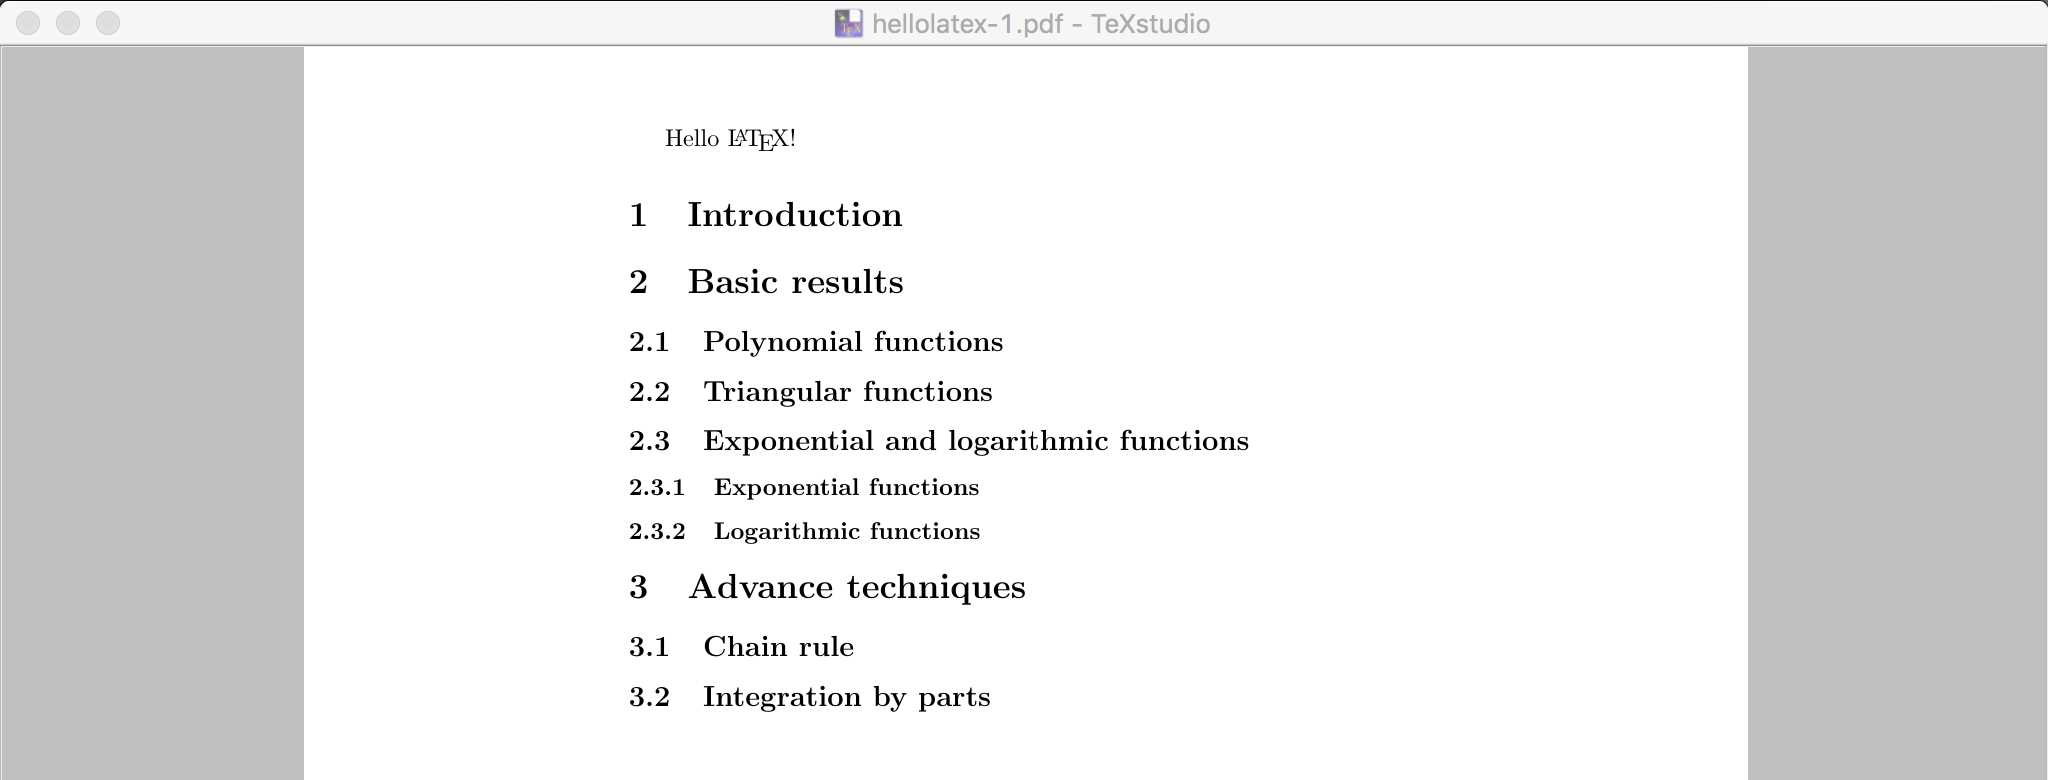 hellolatex-1.pdf - TeXstudio
Hello LATEX!
1 Introduction
2 Basic results
2.1 Polynomial functions
2.2 Triangular functions
2.3 Exponential and logarithmic functions
2.3.1 Exponential functions
2.3.2 Logarithmic functions
3 Advance techniques
3.1 Chain rule
3.2 Integration by parts